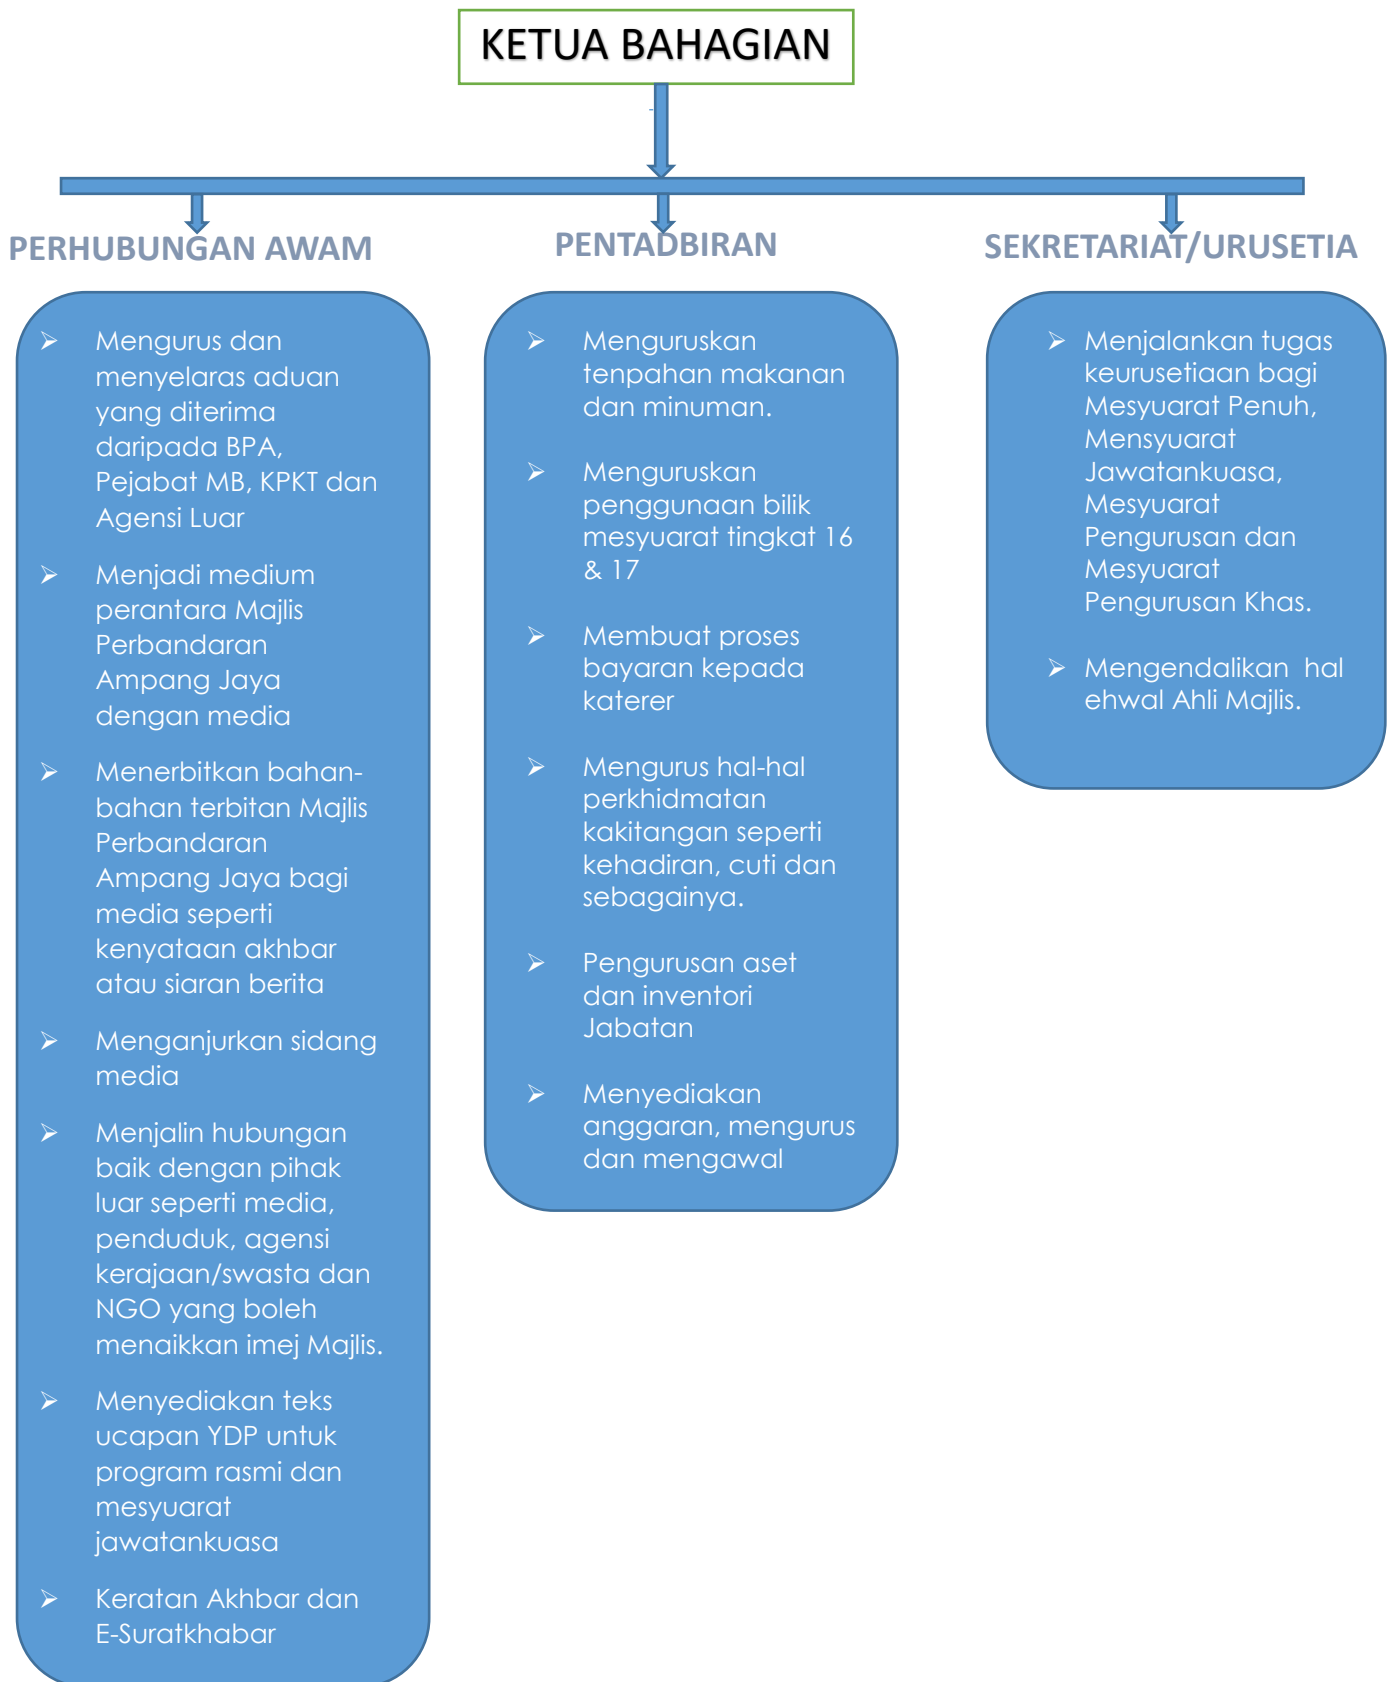 KETUA BAHAGIAN
PERHUBUNGAN AWAM
➢ Mengurus dan
menyelaras aduan
yang diterima
daripada BPA,
Pejabat MB, KPKT dan
Agensi Luar
➢ Menjadi medium
perantara Majlis
Perbandaran
Ampang Jaya
dengan media
➢ Menerbitkan bahan-
bahan terbitan Majlis
Perbandaran
Ampang Jaya bagi
media seperti
kenyataan akhbar
atau siaran berita
➢ Menganjurkan sidang
media
➢ Menjalin hubungan
baik dengan pihak
luar seperti media,
penduduk, agensi
kerajaan/swasta dan
NGO yang boleh
menaikkan imej Majlis.
➢ Menyediakan teks
ucapan YDP untuk
program rasmi dan
mesyuarat
jawatankuasa
➢ Keratan Akhbar dan
E-Suratkhabar
PENTADBIRAN
➢ Menguruskan
tenpahan makanan
dan minuman.
➢ Menguruskan
penggunaan bilik
mesyuarat tingkat 16
& 17
➢ Membuat proses
bayaran kepada
katerer
➢ Mengurus hal-hal
perkhidmatan
kakitangan seperti
kehadiran, cuti dan
sebagainya.
➢ Pengurusan aset
dan inventori
Jabatan
➢ Menyediakan
anggaran, mengurus
dan mengawal
SEKRETARIAT/URUSETIA
➢ Menjalankan tugas
keurusetiaan bagi
Mesyuarat Penuh,
Mensyuarat
Jawatankuasa,
Mesyuarat
Pengurusan dan
Mesyuarat
Pengurusan Khas.
➢ Mengendalikan hal
ehwal Ahli Majlis.